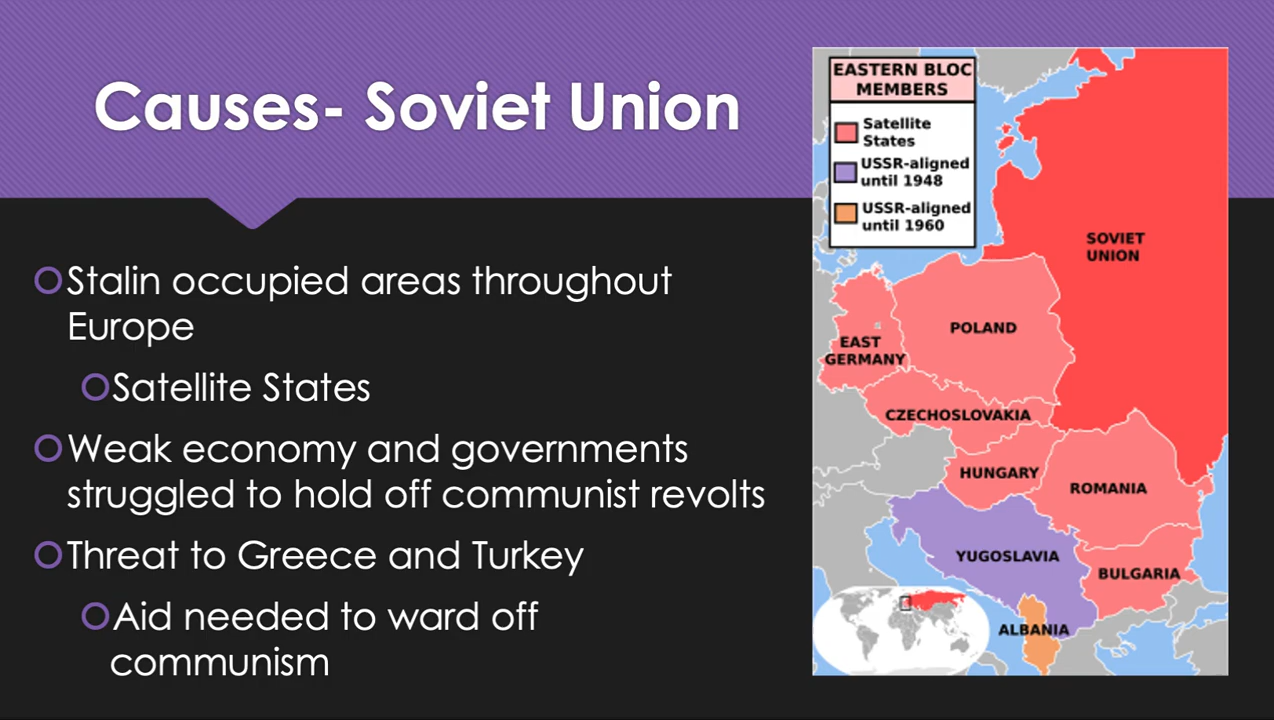 Causes- Soviet Union
Stalin occupied areas throughout
Europe
Satellite States
Weak economy and governments
struggled to hold off communist revolts
Threat to Greece and Turkey
Aid needed to ward off
communism
EASTERN BLOC
MEMBERS
Satellite
States
USSR-aligned
until 1948
USSR-aligned
until 1960
SOVIET
UNION
POLAND
EAST
GERMANY
CZECHOSLOVAKIA
HUNGARY
ROMANIA
YUGOSLAVIA
BULGARIA
ALBANIA